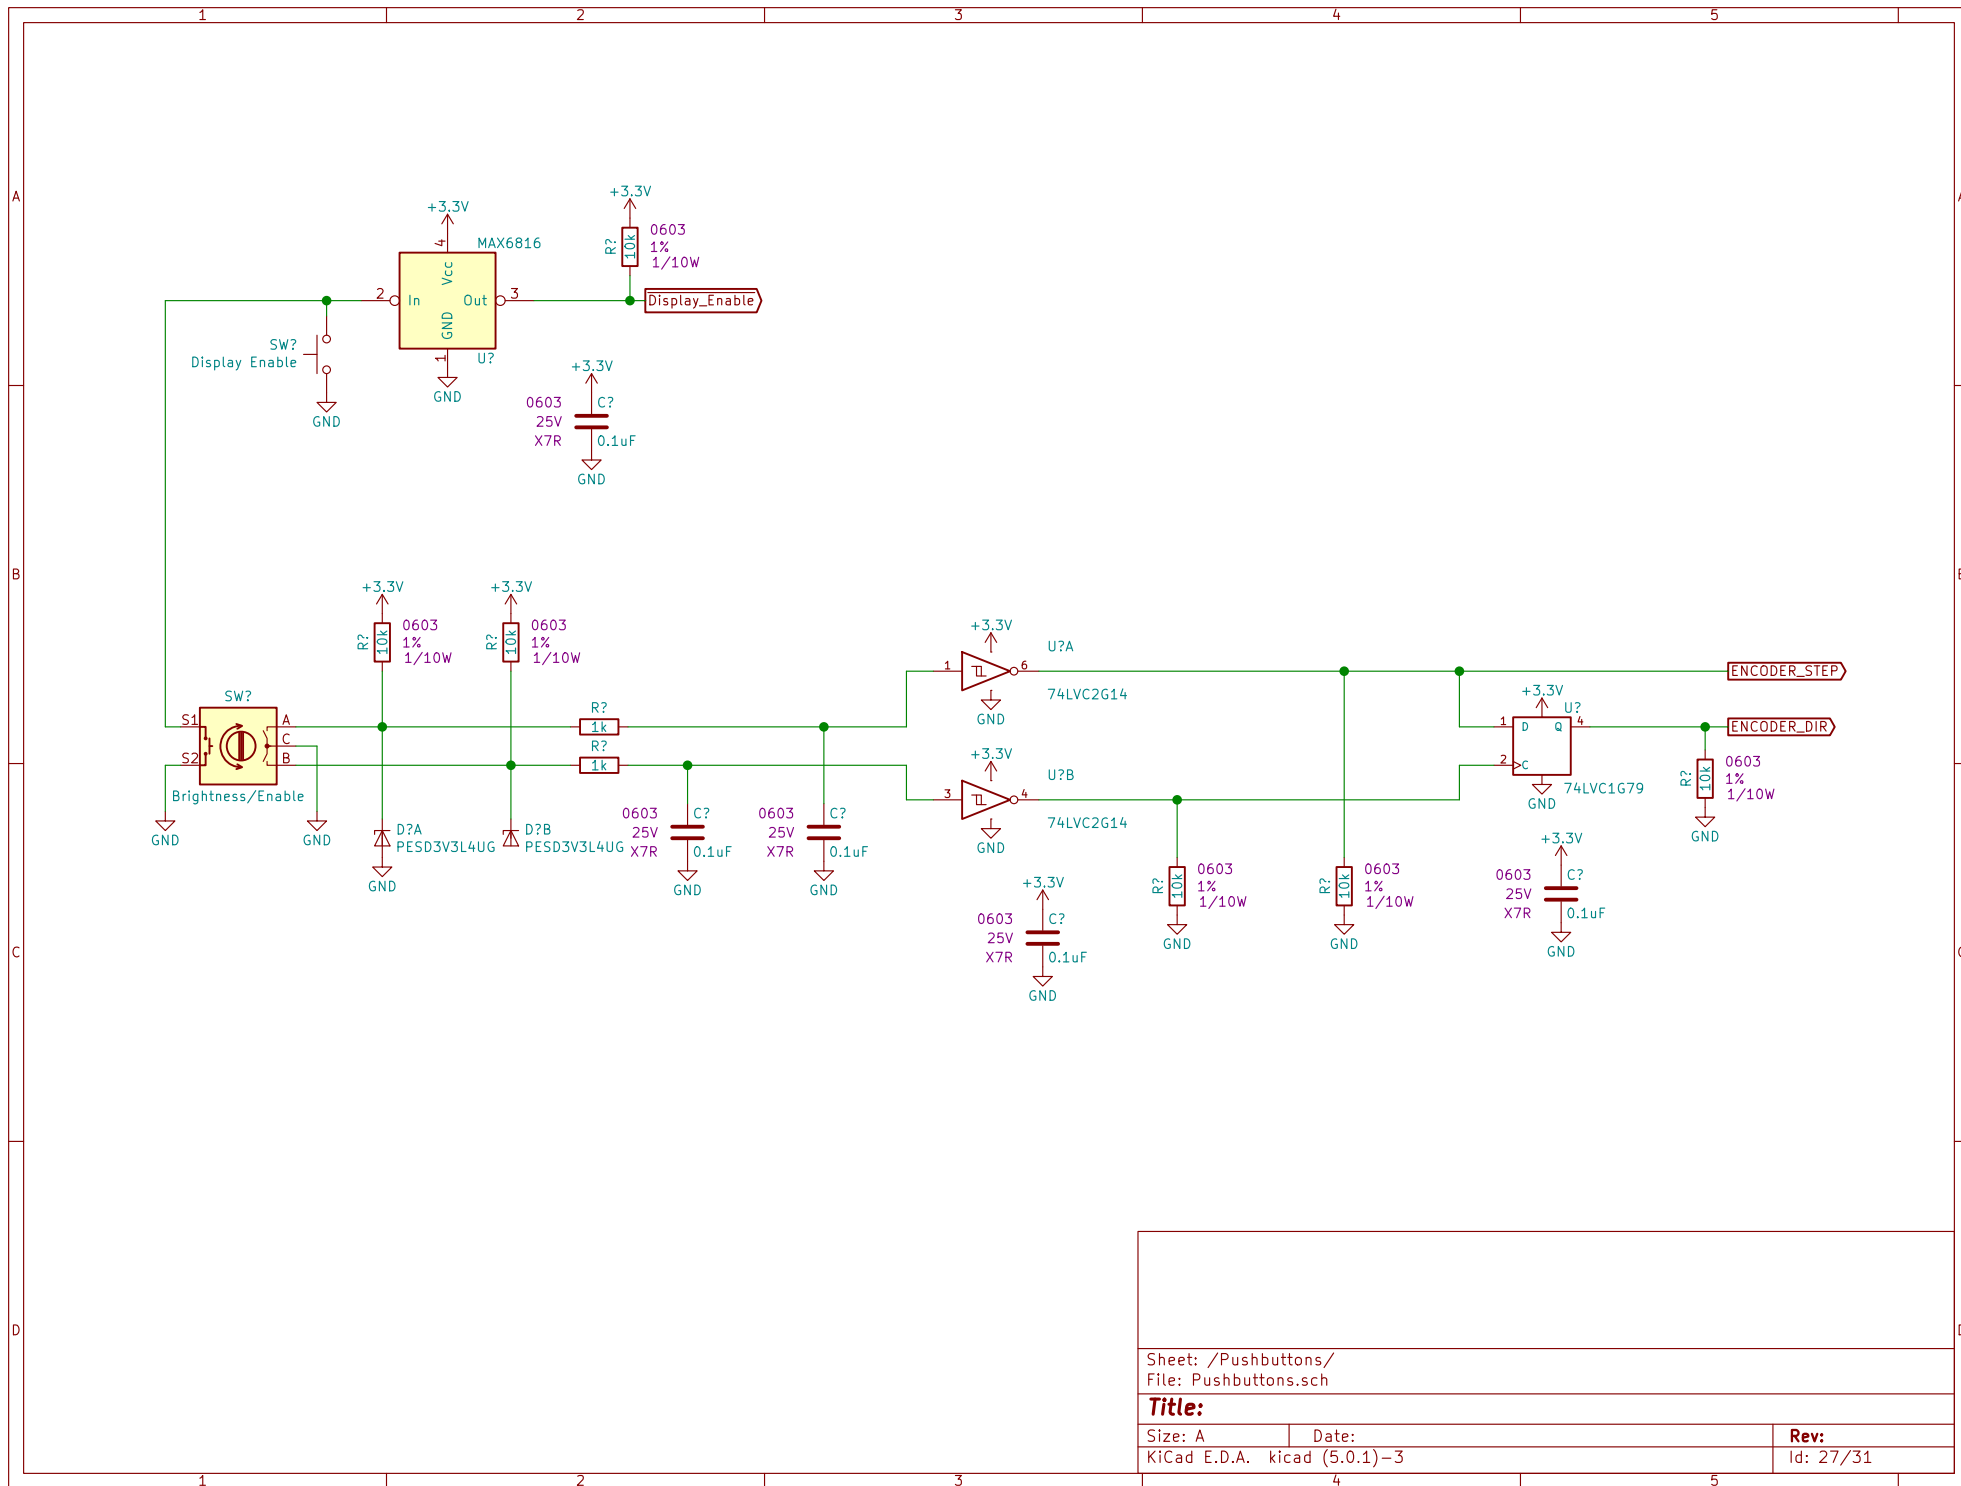 1 2 3 4 5
A
+3.3V
4
MAX6816
Vcc
2 In
Out 3
GND
1
U?
GND
+3.3V
R?
10k
0603
1%
1/10W
Display_Enable
SW?
Display Enable
GND
+3.3V
0603
25V
X7R
C?
0.1uF
GND
B
+3.3V
R?
10k
0603
1%
1/10W
+3.3V
R?
10k
0603
1%
1/10W
SW?
S1
S2
A
C
B
Brightness/Enable
GND
GND
R?
1k
R?
1k
D?A
PESD3V3L4UG
GND
D?B
PESD3V3L4UG
0603
25V
X7R
C?
0.1uF
GND
0603
25V
X7R
C?
0.1uF
GND
+3.3V
U?A
1
6
74LVC2G14
GND
+3.3V
U?B
3
4
74LVC2G14
GND
+3.3V
0603
25V
X7R
C?
0.1uF
GND
R?
10k
0603
1%
1/10W
GND
R?
10k
0603
1%
1/10W
GND
ENCODER_STEP
+3.3V
U?
1 D
Q 4
2 C
74LVC1G79
GND
ENCODER_DIR
R?
10k
0603
1%
1/10W
GND
+3.3V
0603
25V
X7R
C?
0.1uF
GND
C
D
Sheet: /Pushbuttons/
File: Pushbuttons.sch
Title:
Size: A Date: Rev:
KiCad E.D.A. kicad (5.0.1)-3 Id: 27/31
1 2 3 4 5